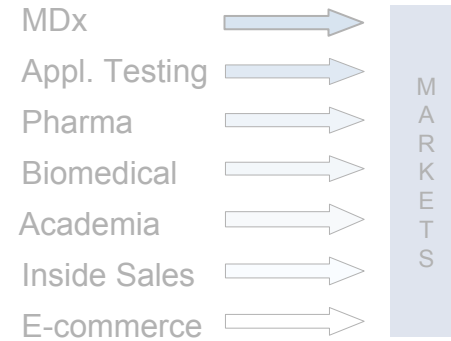 MDx
Appl. Testing
Pharma
Biomedical
Academia
Inside Sales
E-commerce
MARKETS